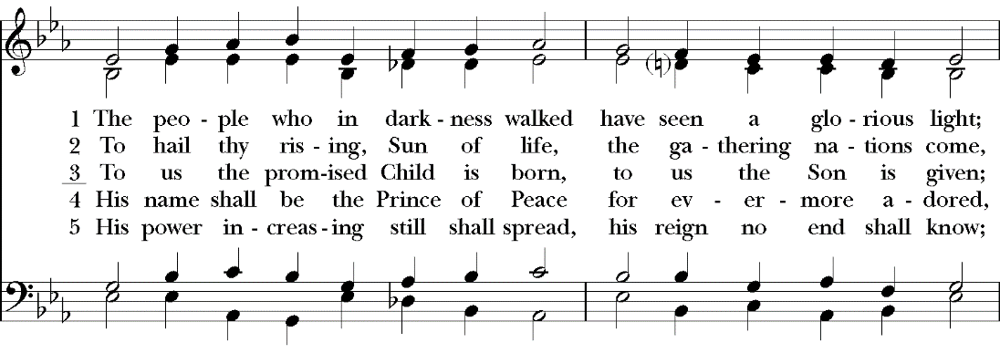 1 The peo - ple who in dark - ness walked have seen a glo - rious light;
2 To hail thy ris - ing, Sun of life, the ga - thering na - tions come,
3 To us the prom - ised Child is born, to us the Son is given;
4 His name shall be the Prince of Peace for ev - er - more a - dored,
5 His power in - creas - ing still shall spread, his reign no end shall know;